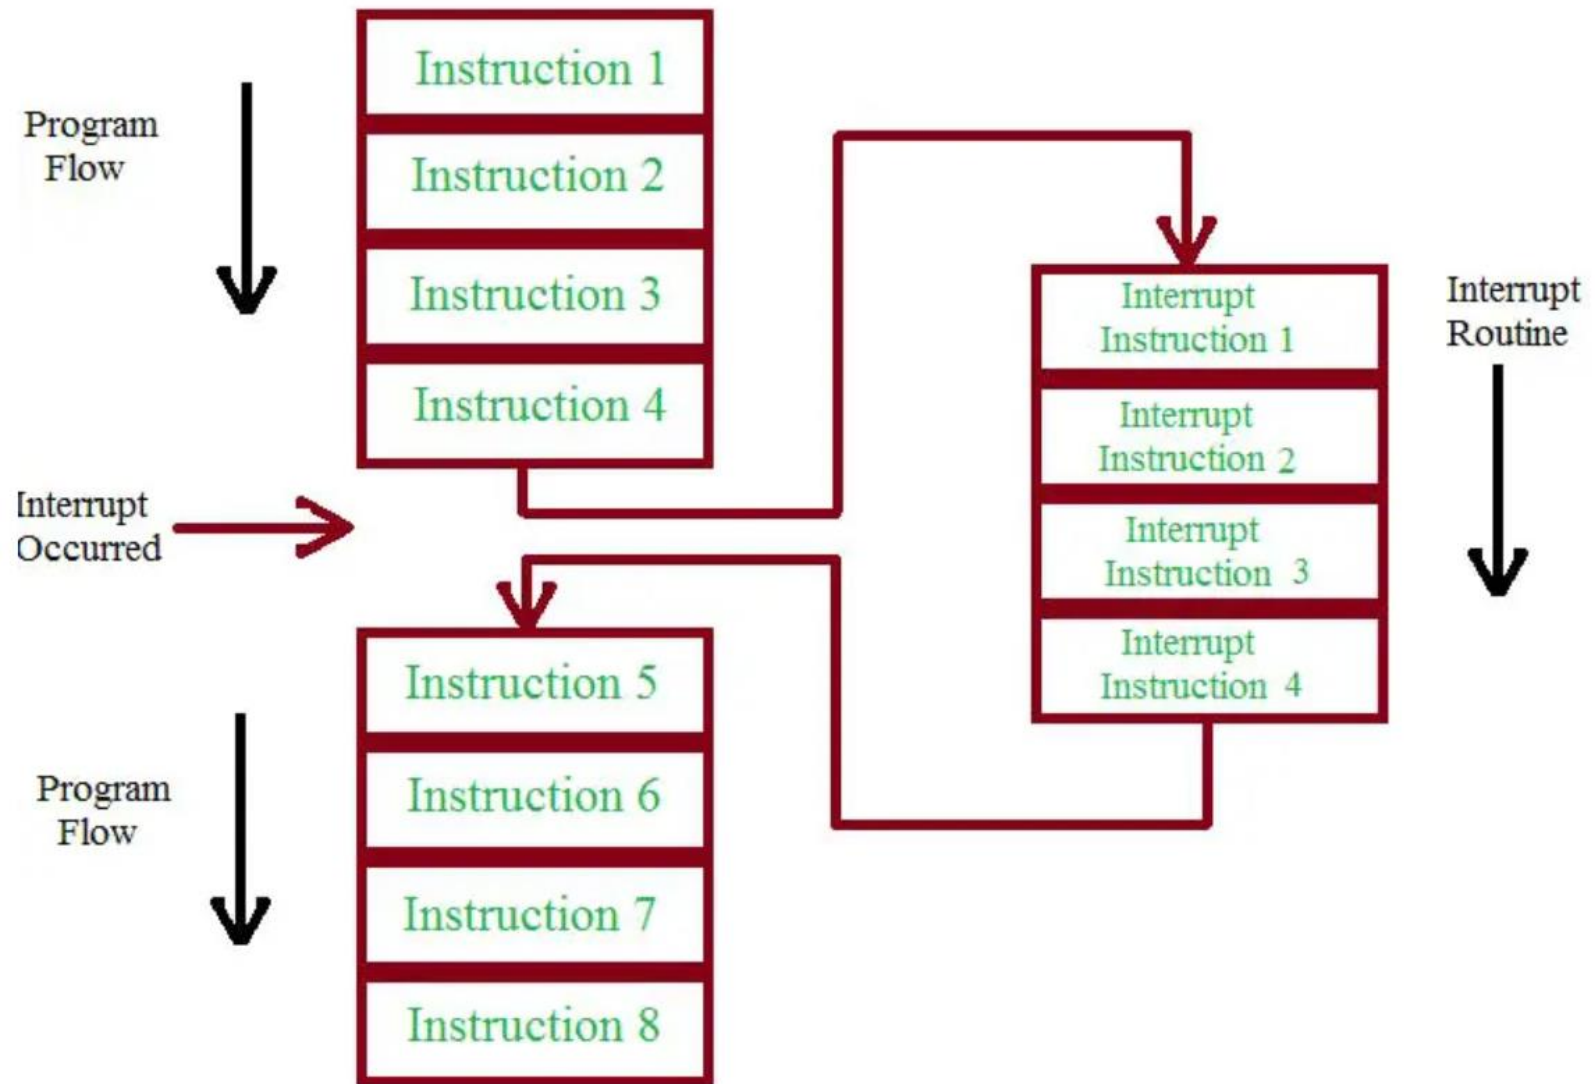 Program
Flow
Instruction 1
Instruction 2
Instruction 3
Instruction 4
Interrupt
Occurred
Instruction 5
Instruction 6
Instruction 7
Instruction 8
Program
Flow
Interrupt
Instruction 1
Interrupt
Instruction 2
Interrupt
Instruction 3
Interrupt
Instruction 4
Interrupt
Routine